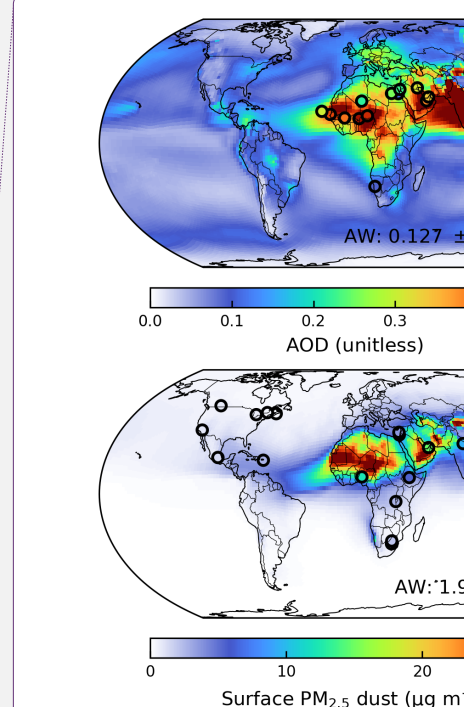 AW: 0.127 ±
0.0 0.1 0.2 0.3
AOD (unitless)
AW: 1.9
0 10 20
Surface PM₂.₅ dust (µg m